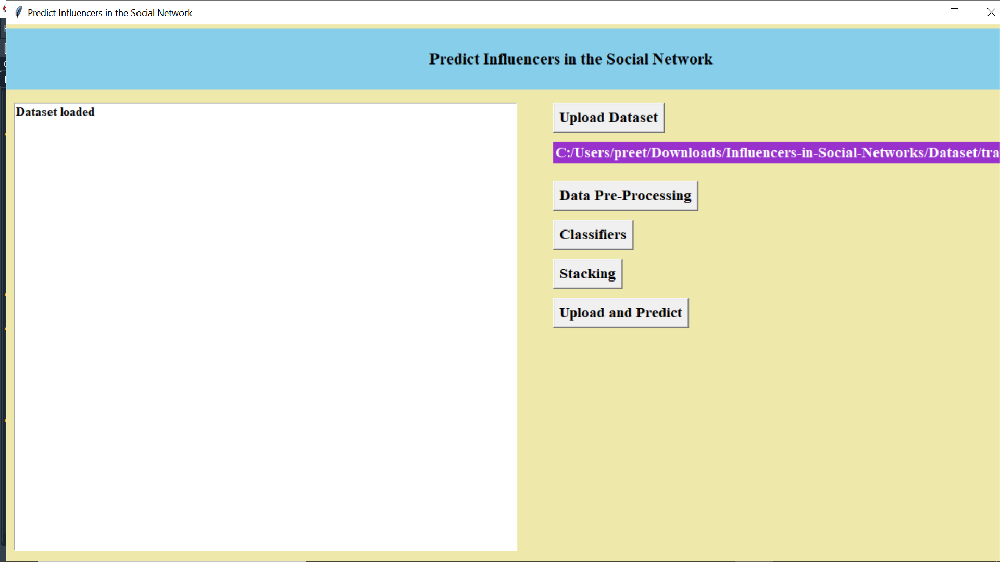 Predict Influencers in the Social Network
Predict Influencers in the Social Network
Dataset loaded
Upload Dataset
C:/Users/preet/Downloads/Influencers-in-Social-Networks/Dataset/tra
Data Pre-Processing
Classifiers
Stacking
Upload and Predict